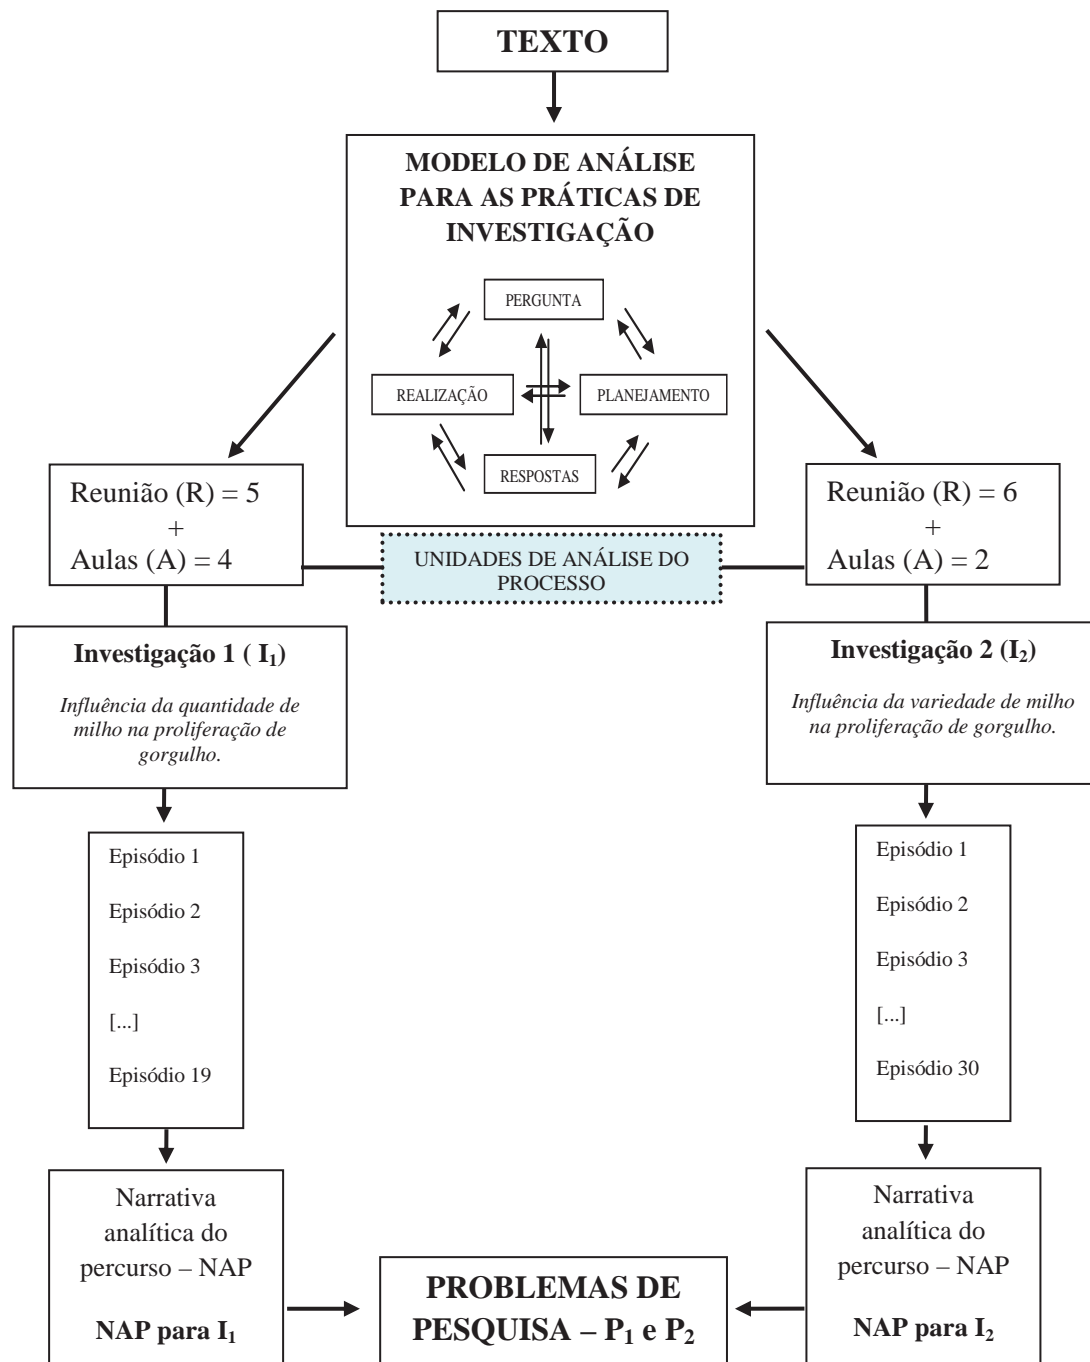 TEXTO
MODELO DE ANÁLISE
PARA AS PRÁTICAS DE
INVESTIGAÇÃO
PERGUNTA
REALIZAÇÃO
PLANEJAMENTO
RESPOSTAS
Reunião (R) = 5
+
Aulas (A) = 4
UNIDADES DE ANÁLISE DO
PROCESSO
Reunião (R) = 6
+
Aulas (A) = 2
Investigação 1 ( I₁)
Influência da quantidade de
milho na proliferação de
gorgulho.
Investigação 2 (I₂)
Influência da variedade de milho
na proliferação de gorgulho.
Episódio 1
Episódio 2
Episódio 3
[...]
Episódio 19
Episódio 1
Episódio 2
Episódio 3
[...]
Episódio 30
Narrativa
analítica do
percurso – NAP
NAP para I₁
PROBLEMAS DE
PESQUISA – P₁ e P₂
Narrativa
analítica do
percurso – NAP
NAP para I₂